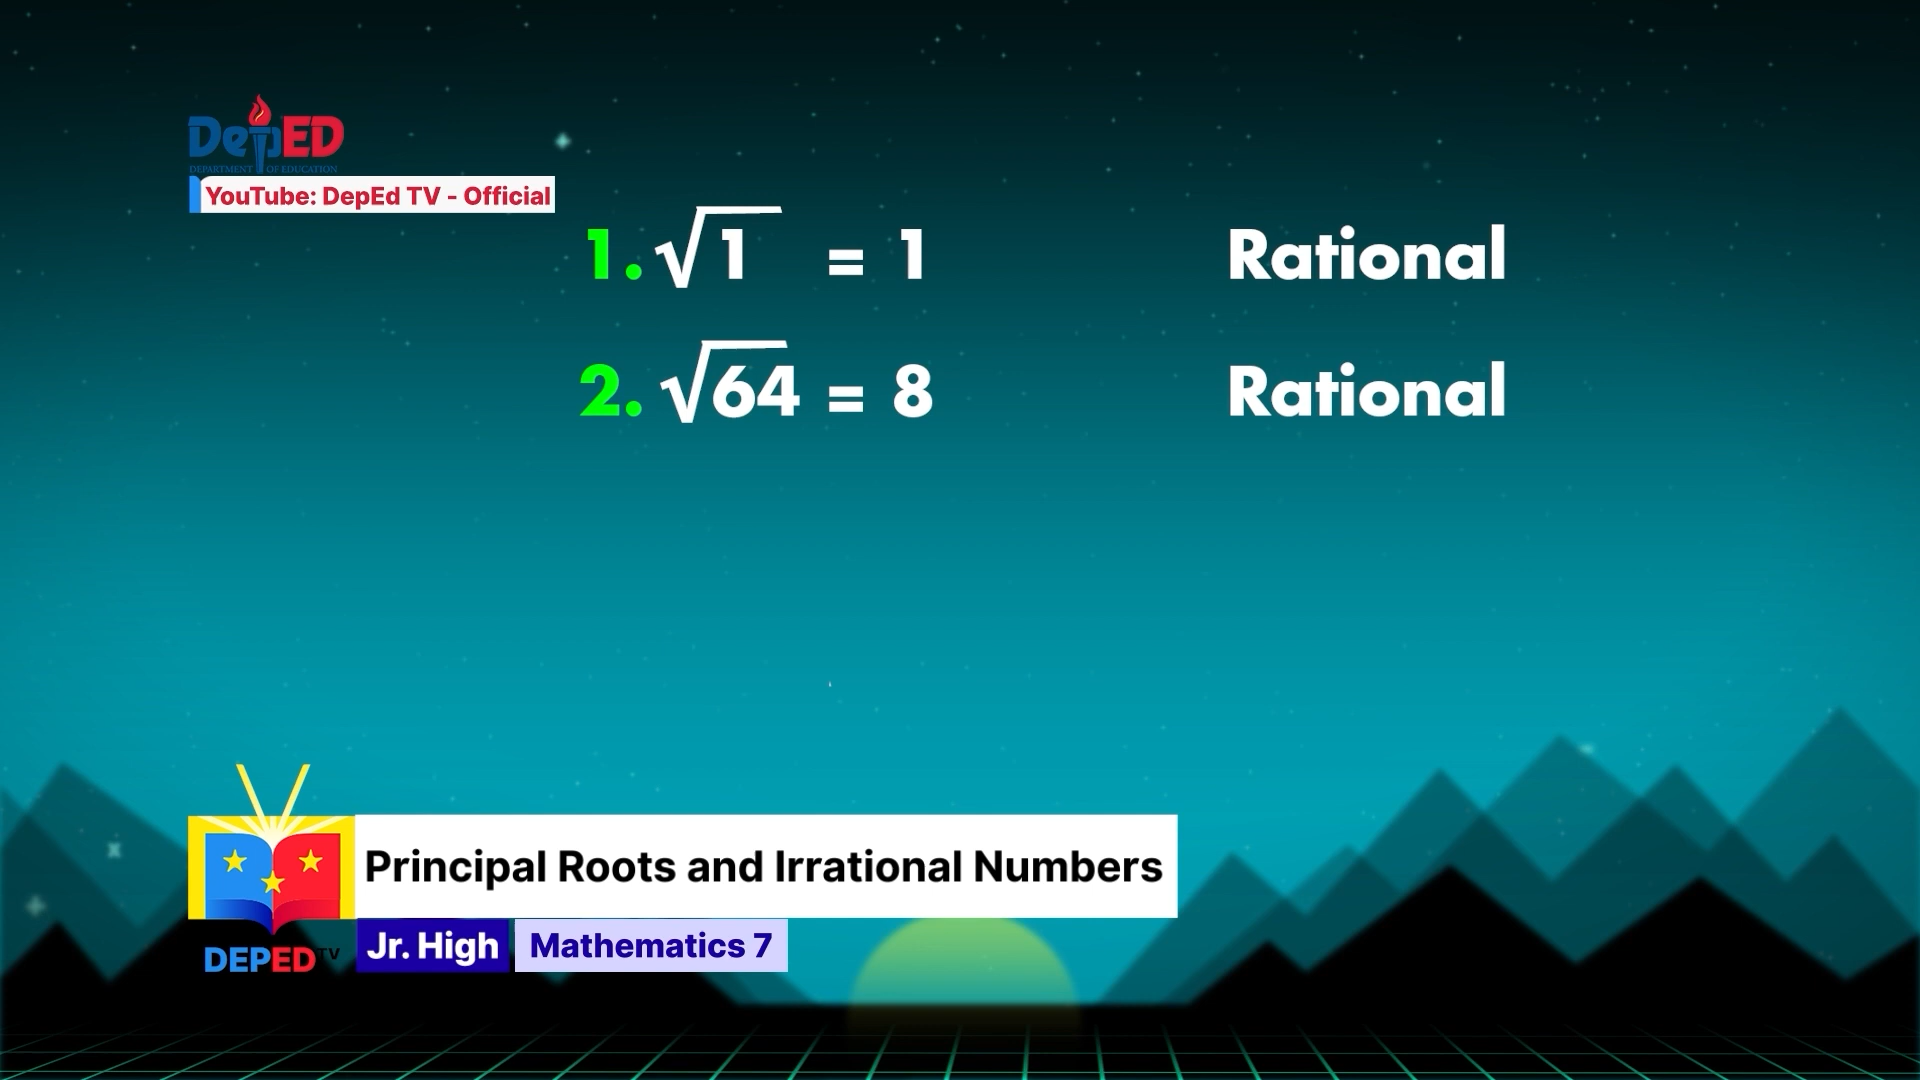 DepED
DEPARTMENT OF EDUCATION
YouTube: DepEd TV - Official
1. √1 = 1 Rational
2. √64 = 8 Rational
Principal Roots and Irrational Numbers
DEPED TV
Jr. High Mathematics 7